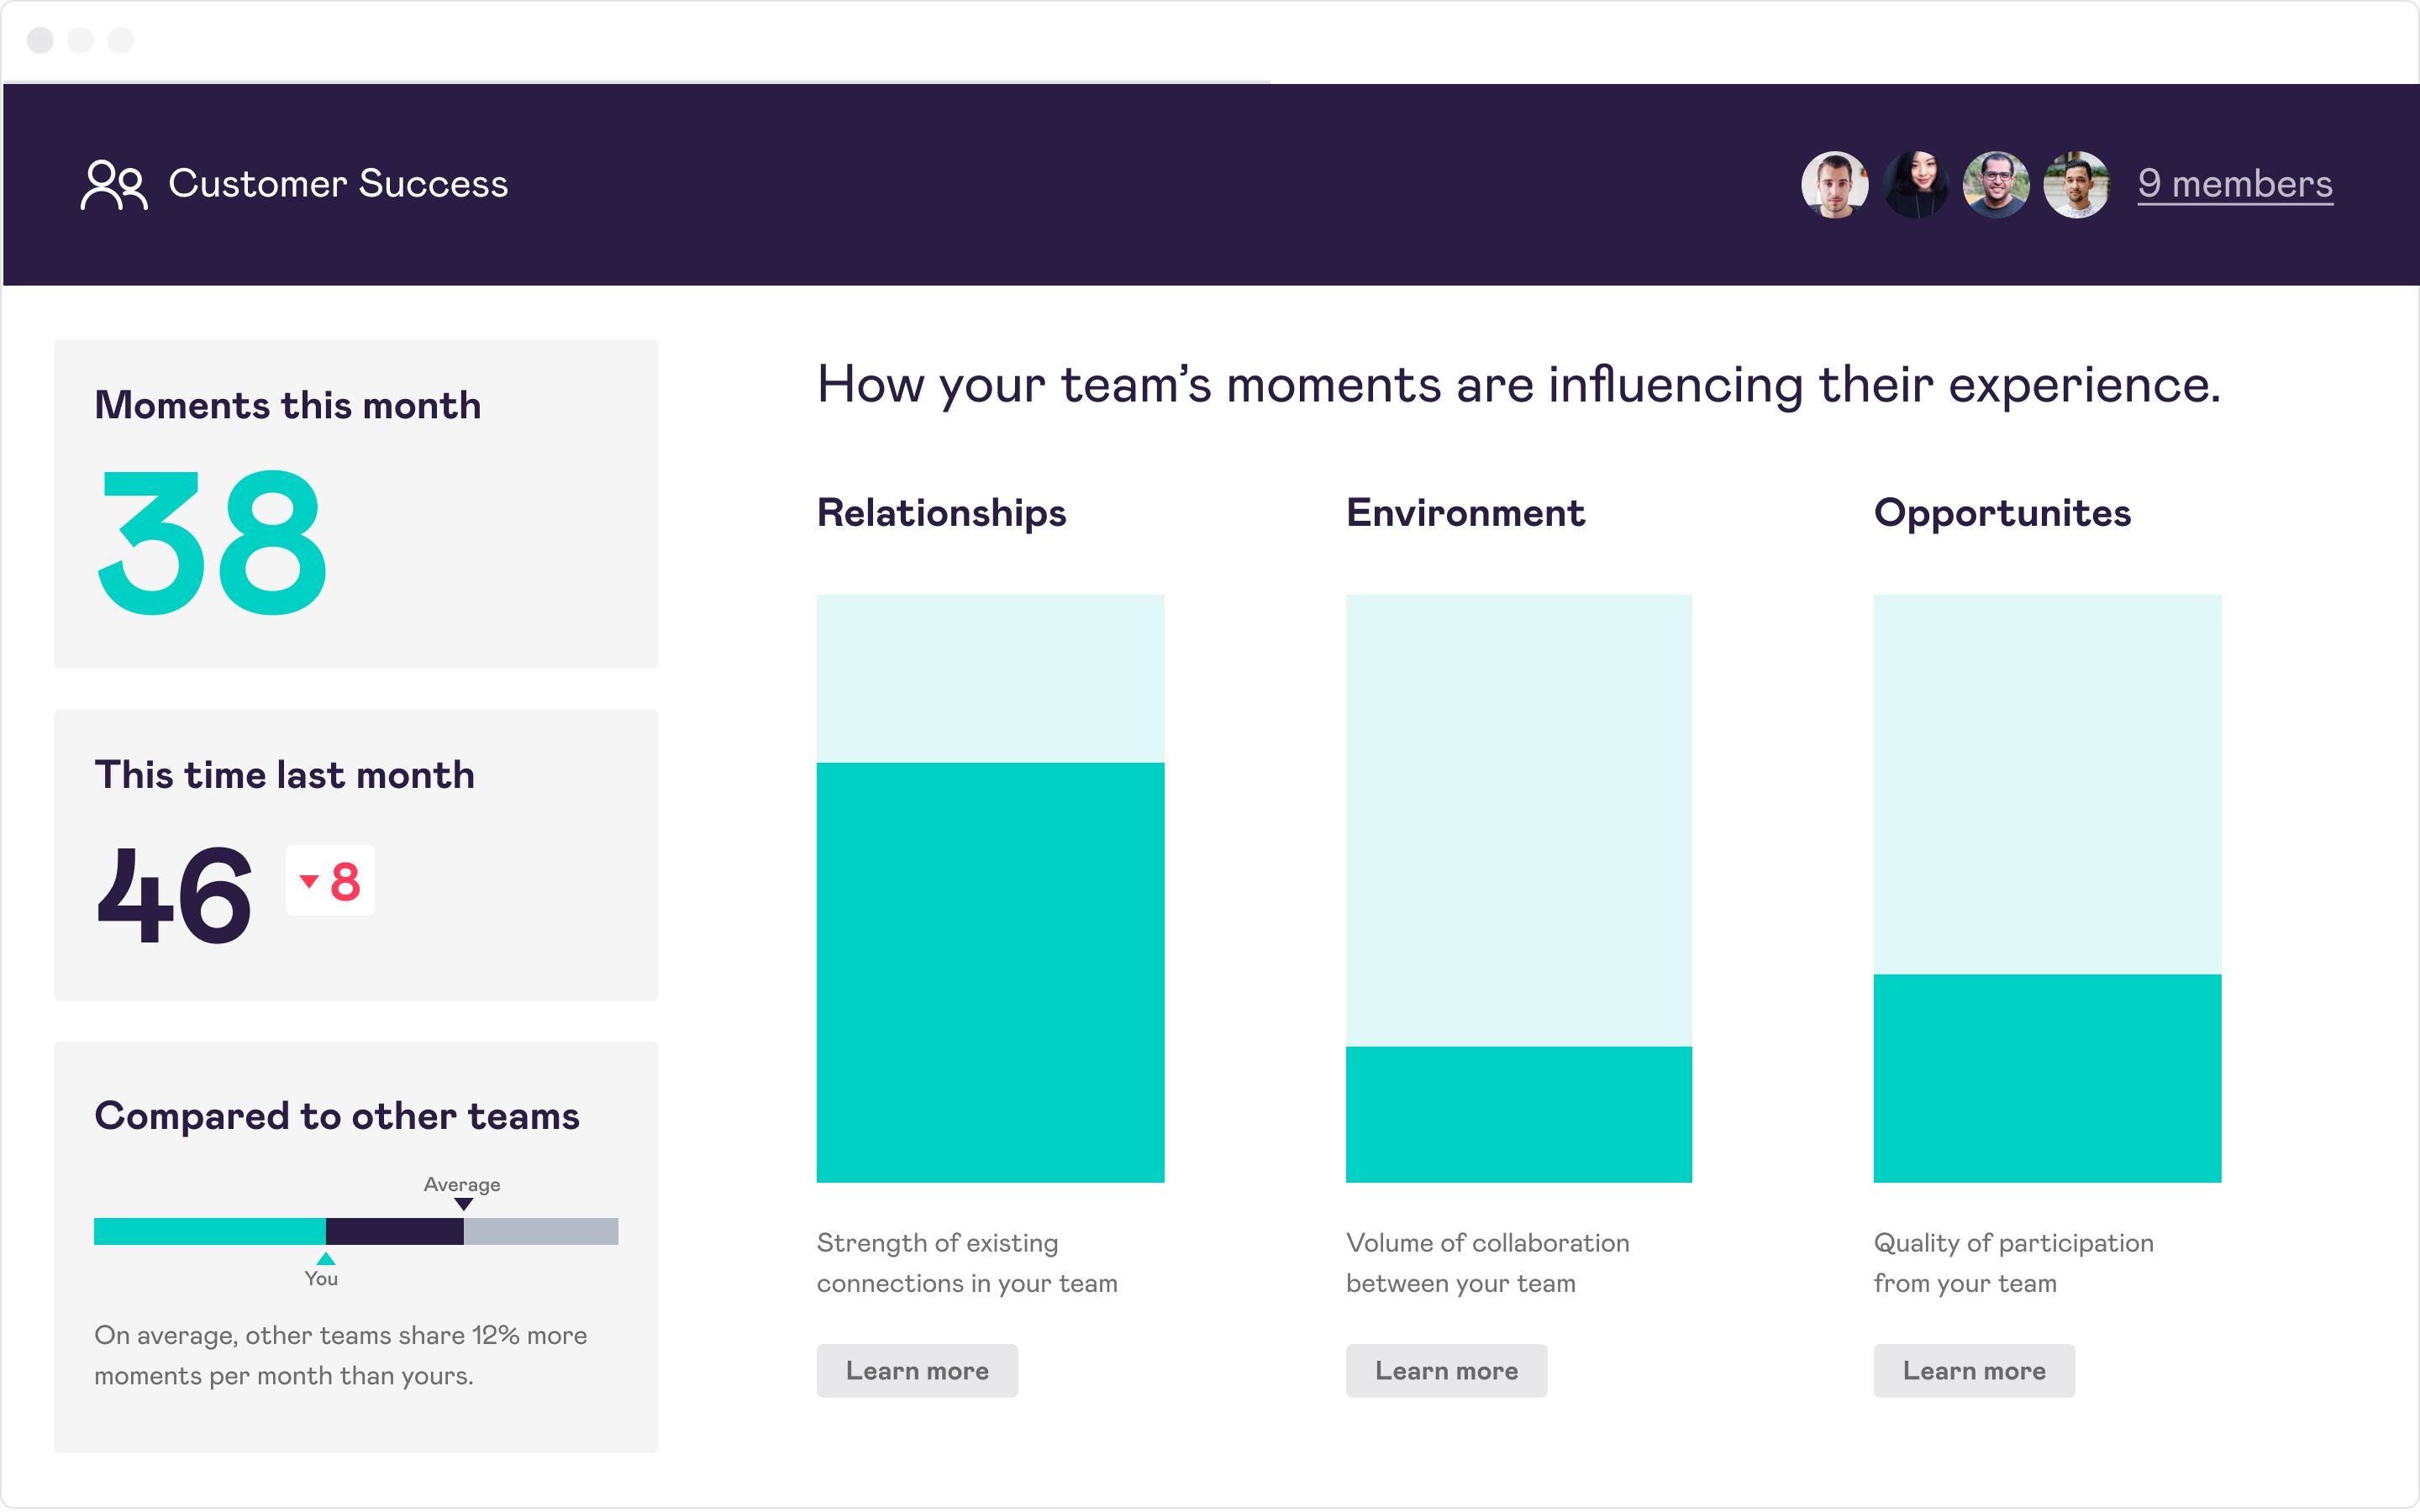 Customer Success
9 members
Moments this month
38
This time last month
46
8
Compared to other teams
Average
You
On average, other teams share 12% more
moments per month than yours.
How your team’s moments are influencing their experience.
Relationships
Strength of existing
connections in your team
Learn more
Environment
Volume of collaboration
between your team
Learn more
Opportunites
Quality of participation
from your team
Learn more